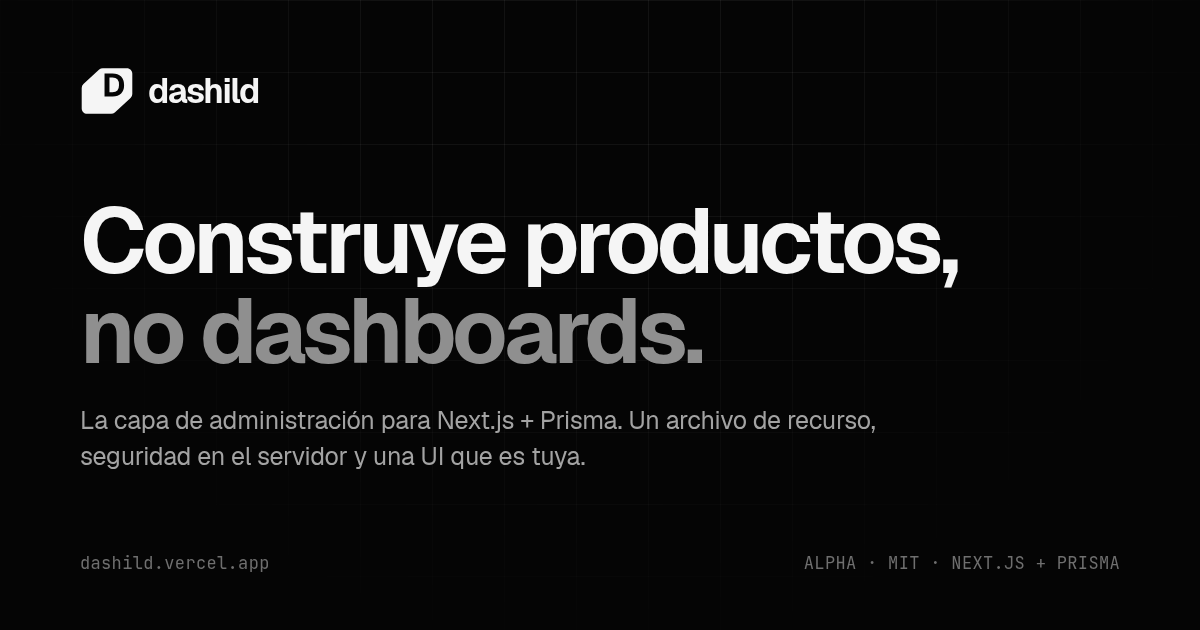 D dashild
Construye productos,
no dashboards.
La capa de administración para Next.js + Prisma. Un archivo de recurso,
seguridad en el servidor y una UI que es tuya.
dashild.vercel.app
ALPHA · MIT · NEXT.JS + PRISMA